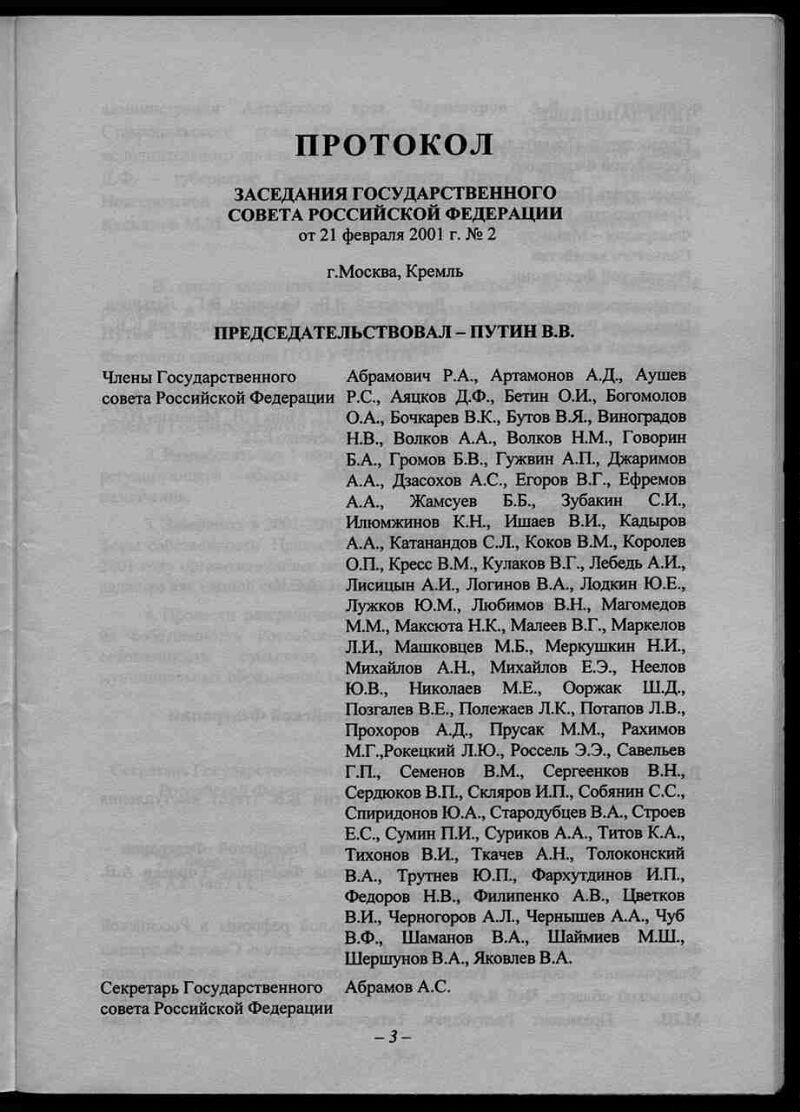 ПРОТОКОЛ
ЗАСЕДАНИЯ ГОСУДАРСТВЕННОГО
СОВЕТА РОССИЙСКОЙ ФЕДЕРАЦИИ
от 21 февраля 2001 г. № 2
г.Москва, Кремль
ПРЕДСЕДАТЕЛЬСТВОВАЛ – ПУТИН В.В.
Члены Государственного
совета Российской Федерации
Абрамович Р.А., Артамонов А.Д., Аушев
Р.С., Аяцков Д.Ф., Бетин О.И., Богомолов
О.А., Бочкарев В.К., Бутов В.Я., Виноградов
Н.В., Волков А.А., Волков Н.М., Говорин
Б.А., Громов Б.В., Гужвин А.П., Джаримов
А.А., Дзасохов А.С., Егоров В.Г., Ефремов
А.А., Жамсуев Б.Б., Зубакин С.И.,
Илюмжинов К.Н., Ишаев В.И., Кадыров
А.А., Катанандов С.Л., Коков В.М., Королев
О.П., Кресс В.М., Кулаков В.Г., Лебедь А.И.,
Лисицын А.И., Логинов В.А., Лодкин Ю.Е.,
Лужков Ю.М., Любимов В.Н., Магомедов
М.М., Максюта Н.К., Малеев В.Г., Маркелов
Л.И., Машковцев М.Б., Меркушкин Н.И.,
Михайлов А.Н., Михайлов Е.Э., Неелов
Ю.В., Николаев М.Е., Ооржак Ш.Д.,
Позгалев В.Е., Полежаев Л.К., Потапов Л.В.,
Прохоров А.Д., Прусак М.М., Рахимов
М.Г.,Рокецкий Л.Ю., Россель Э.Э., Савельев
Г.П., Семенов В.М., Сергеенков В.Н.,
Сердюков В.П., Скляров И.П., Собянин С.С.,
Спиридонов Ю.А., Стародубцев В.А., Строев
Е.С., Сумин П.И., Суриков А.А., Титов К.А.,
Тихонов В.И., Ткачев А.Н., Толоконский
В.А., Трутнев Ю.П., Фархутдинов И.П.,
Федоров Н.В., Филипенко А.В., Цветков
В.И., Черногоров А.Л., Чернышев А.А., Чуб
В.Ф., Шаманов В.А., Шаймиев М.Ш.,
Шершунов В.А., Яковлев В.А.
Секретарь Государственного
совета Российской Федерации
Абрамов А.С.
– 3 –